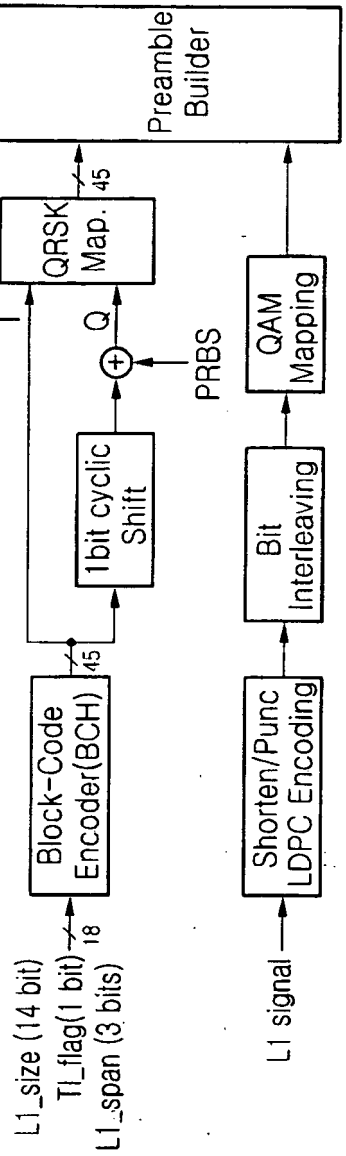 L1_size (14 bit)
TI_flag(1 bit)
L1_span (3 bits)
18
Block-Code
Encoder(BCH)
45
1bit cyclic
Shift
Q
PRBS
QRSK
Map.
45
Preamble
Builder
L1 signal
Shorten/Punc
LDPC Encoding
Bit
Interleaving
QAM
Mapping